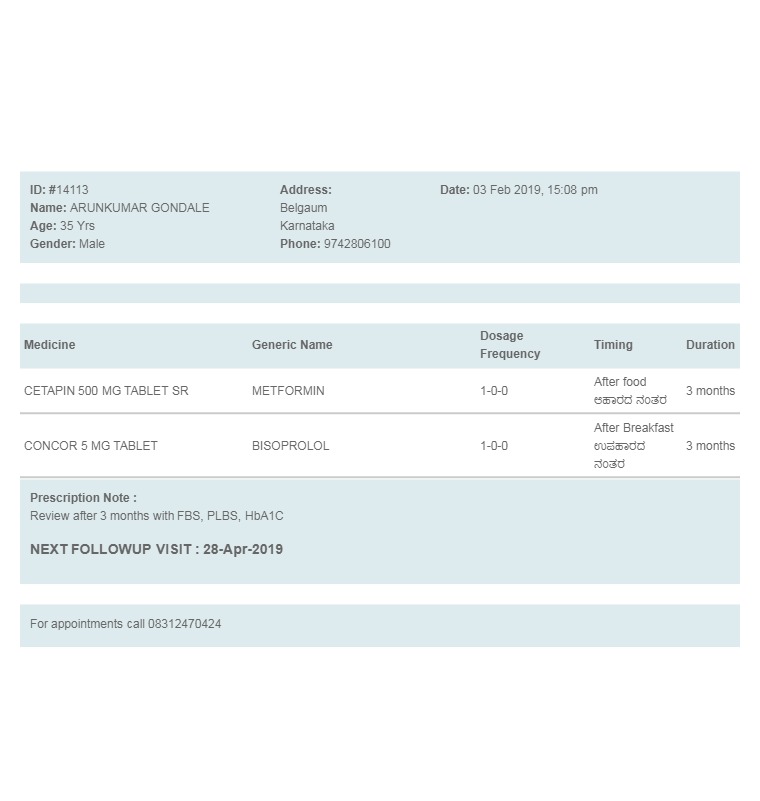 ID: #14113
Name: ARUNKUMAR GONDALE
Age: 35 Yrs
Gender: Male
Address:
Belgaum
Karnataka
Phone: 9742806100
Date: 03 Feb 2019, 15:08 pm
Medicine Generic Name Dosage Frequency Timing Duration
CETAPIN 500 MG TABLET SR METFORMIN 1-0-0 After food 3 months
ಆಹಾರದ ನಂತರ
CONCOR 5 MG TABLET BISOPROLOL 1-0-0 After Breakfast 3 months
ಉಪಹಾರದ
ನಂತರ
Prescription Note :
Review after 3 months with FBS, PLBS, HbA1C
NEXT FOLLOWUP VISIT : 28-Apr-2019
For appointments call 08312470424